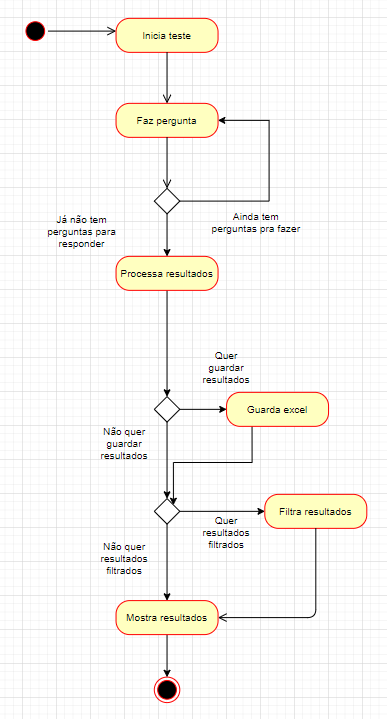 Inicia teste
Faz pergunta
Já não tem
perguntas para
responder
Ainda tem
perguntas pra fazer
Processa resultados
Quer
guardar
resultados
Guarda excel
Não quer
guardar
resultados
Filtra resultados
Quer
resultados
filtrados
Não quer
resultados
filtrados
Mostra resultados